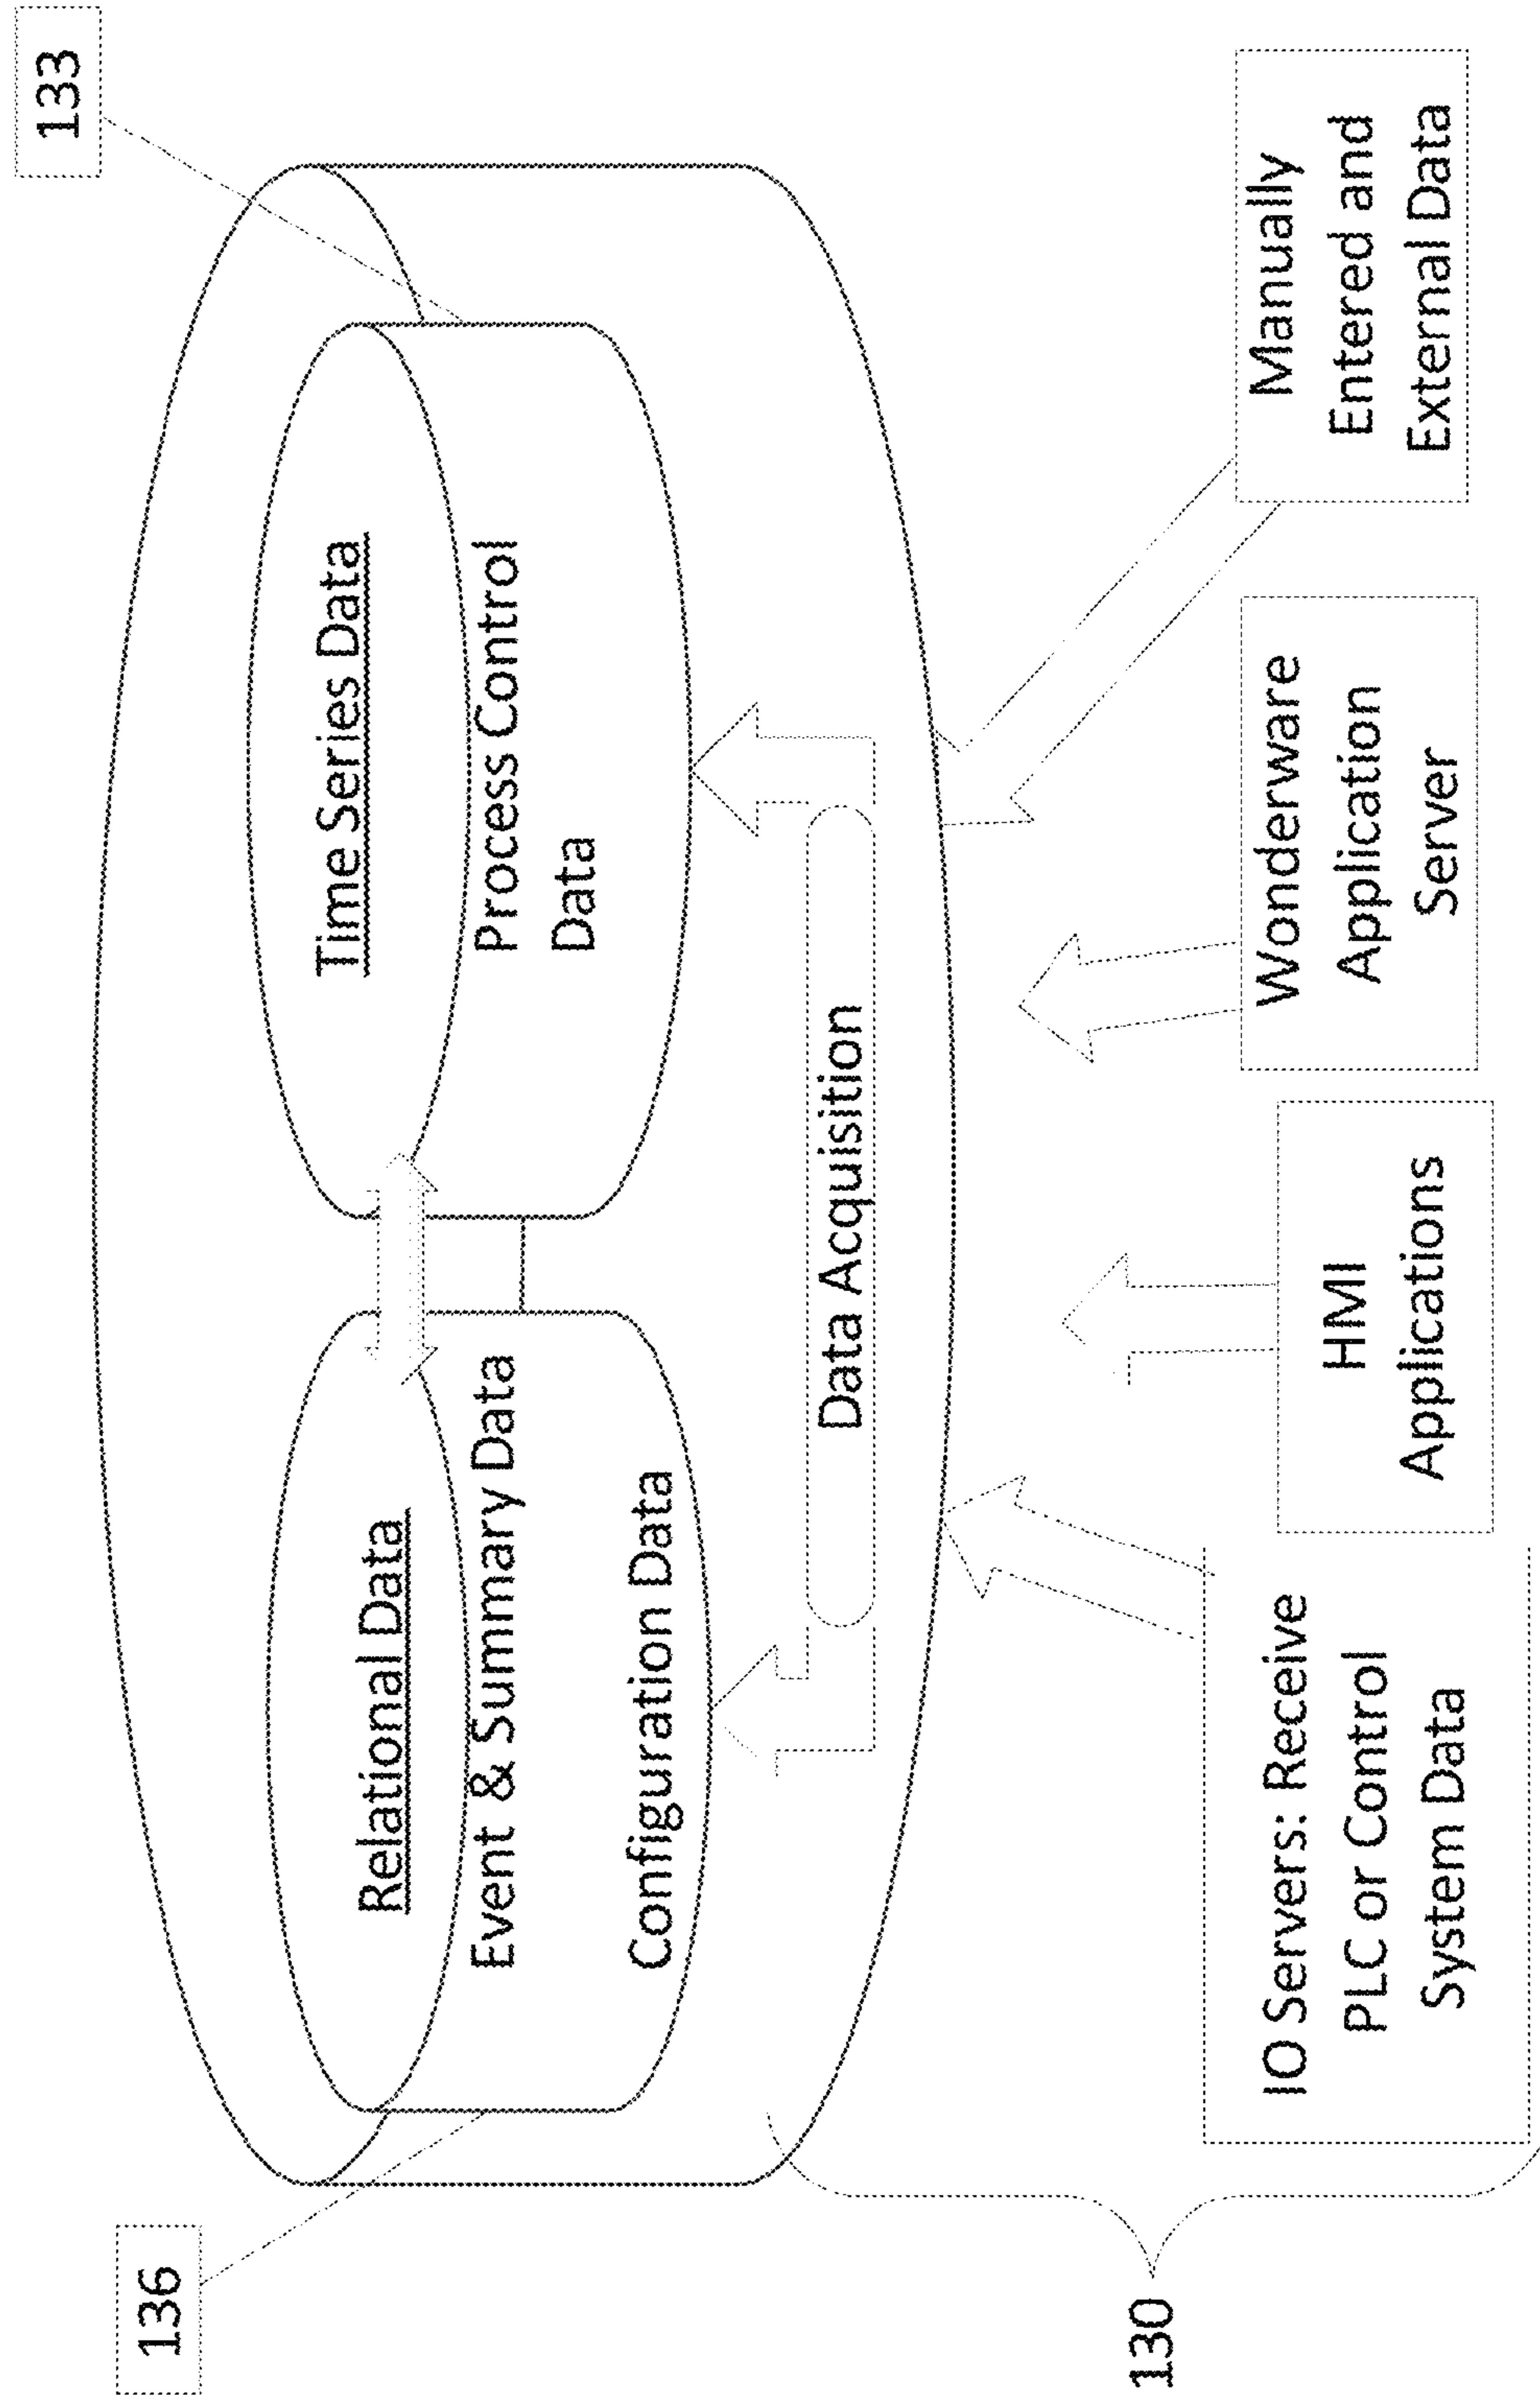 136
133
Relational Data
Event & Summary Data
Configuration Data
Time Series Data
Process Control
Data
Data Acquisition
130
IO Servers: Receive
PLC or Control
System Data
HMI
Applications
Wonderware
Application
Server
Manually
Entered and
External Data